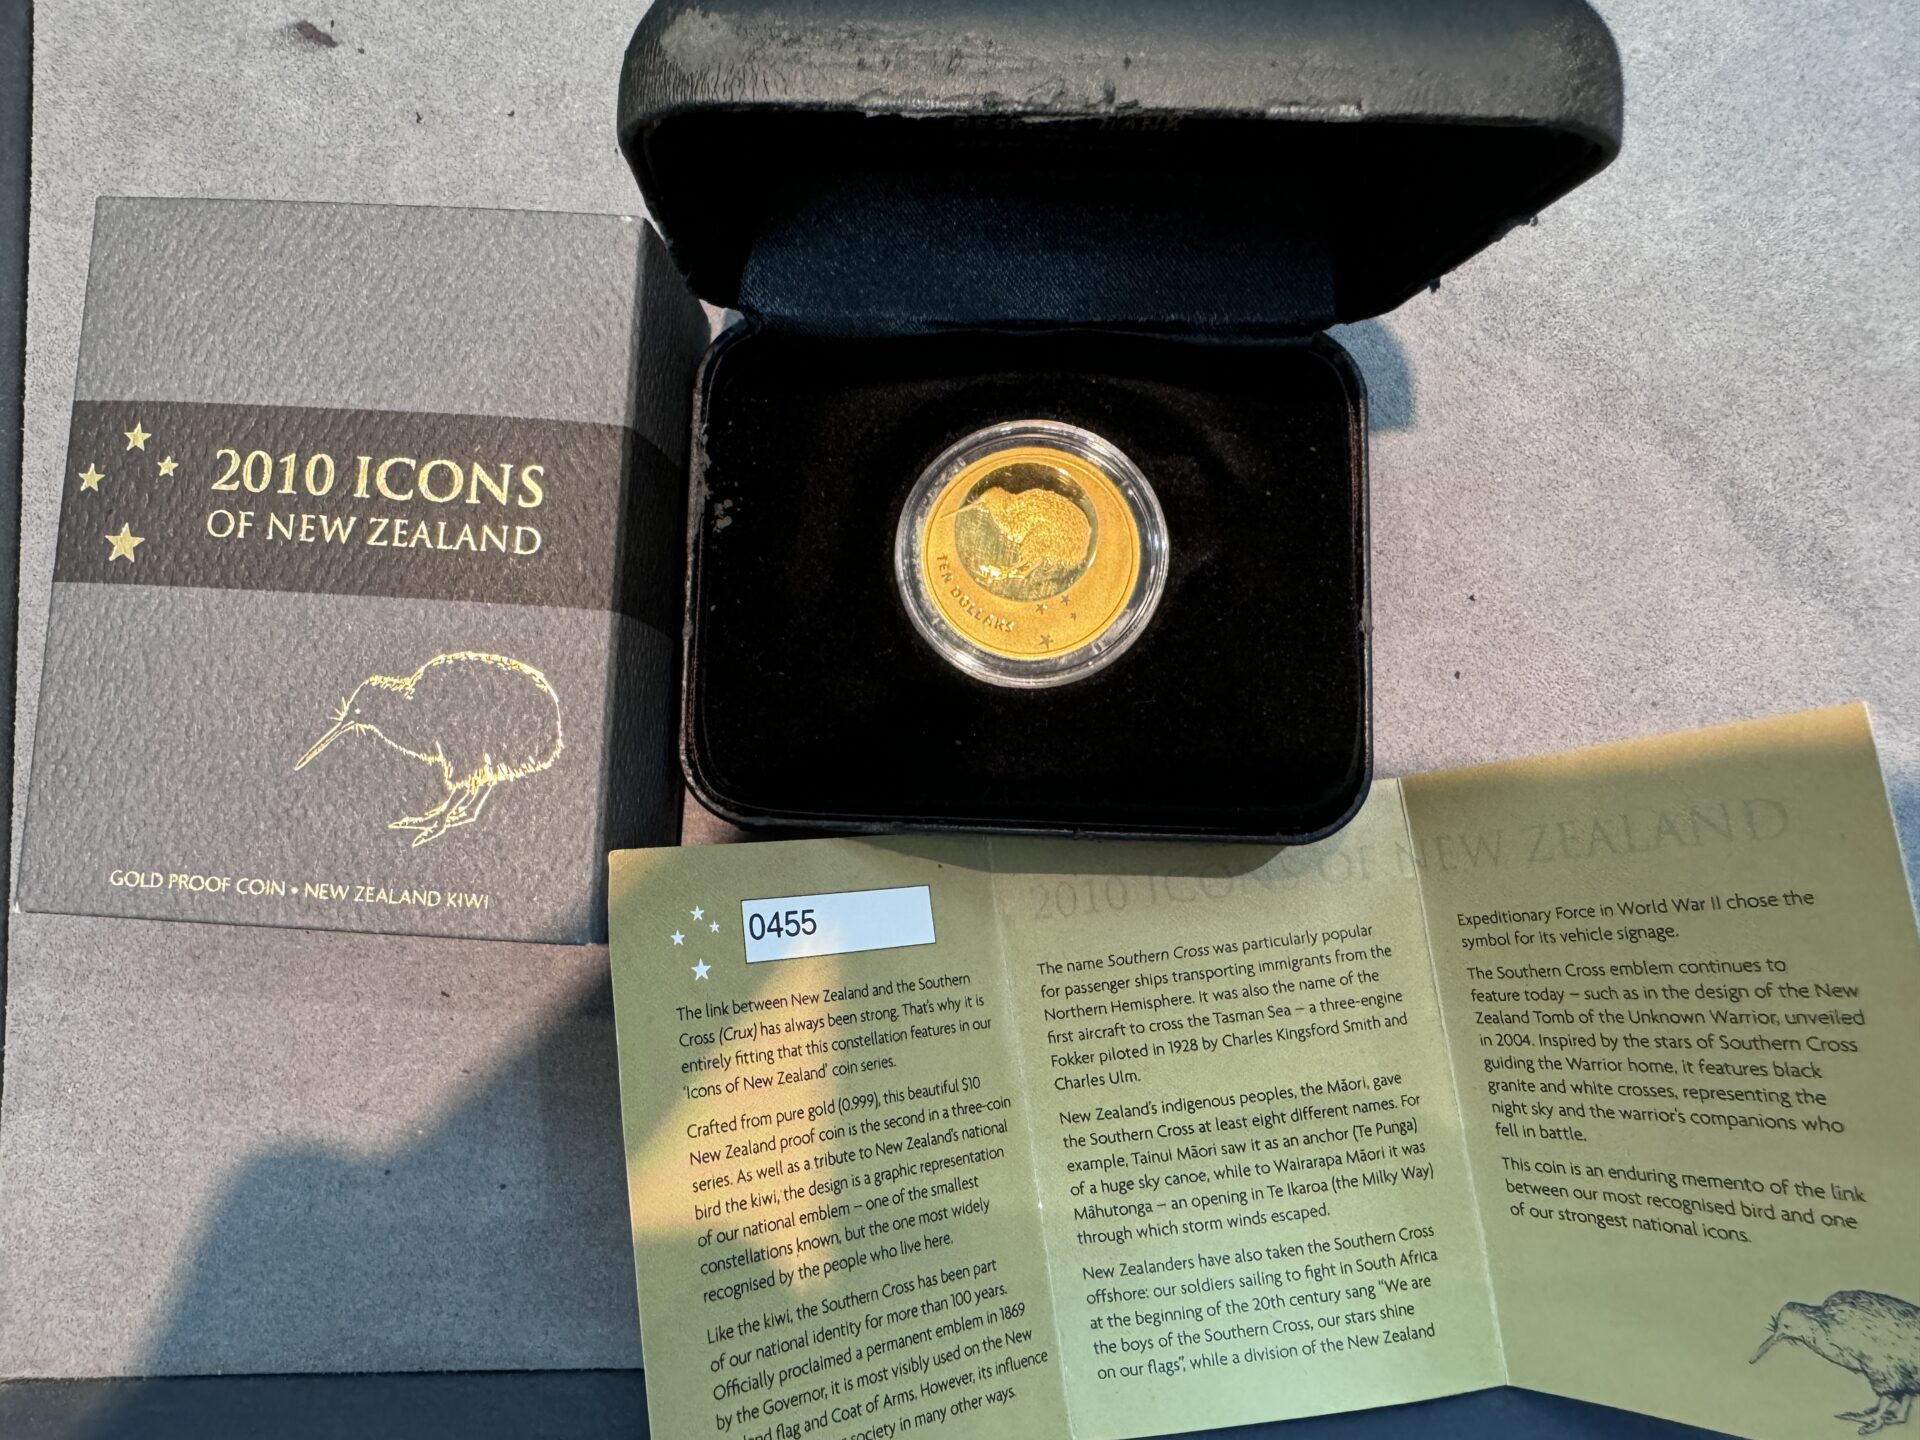 2010 ICONS
OF NEW ZEALAND
GOLD PROOF COIN • NEW ZEALAND KIWI
BANK
TEN DOLLARS
0455
The link between New Zealand and the Southern
Cross (Crux) has always been strong. That's why it is
entirely fitting that this constellation features in our
'Icons of New Zealand' coin series.
Crafted from pure gold (0.999), this beautiful $10
New Zealand proof coin is the second in a three-coin
series. As well as a tribute to New Zealand's national
bird the kiwi, the design is a graphic representation
of our national emblem – one of the smallest
constellations known, but the one most widely
recognised by the people who live here.
Like the kiwi, the Southern Cross has been part
of our national identity for more than 100 years.
Officially proclaimed a permanent emblem in 1869
by the Governor, it is most visibly used on the New
flag and Coat of Arms. However, its influence
society in many other ways.
2010 ICONS OF NEW ZEALAND
The name Southern Cross was particularly popular
for passenger ships transporting immigrants from the
Northern Hemisphere. It was also the name of the
first aircraft to cross the Tasman Sea – a three-engine
Fokker piloted in 1928 by Charles Kingsford Smith and
Charles Ulm.
New Zealand's indigenous peoples, the Māori, gave
the Southern Cross at least eight different names. For
example, Tainui Māori saw it as an anchor (Te Punga)
of a huge sky canoe, while to Wairarapa Māori it was
Māhutonga – an opening in Te Ikaroa (the Milky Way)
through which storm winds escaped.
New Zealanders have also taken the Southern Cross
offshore: our soldiers sailing to fight in South Africa
at the beginning of the 20th century sang "We are
the boys of the Southern Cross, our stars shine
on our flags", while a division of the New Zealand
Expeditionary Force in World War II chose the
symbol for its vehicle signage.
The Southern Cross emblem continues to
feature today – such as in the design of the New
Zealand Tomb of the Unknown Warrior, unveiled
in 2004. Inspired by the stars of Southern Cross
guiding the Warrior home, it features black
granite and white crosses, representing the
night sky and the warrior's companions who
fell in battle.
This coin is an enduring memento of the link
between our most recognised bird and one
of our strongest national icons.